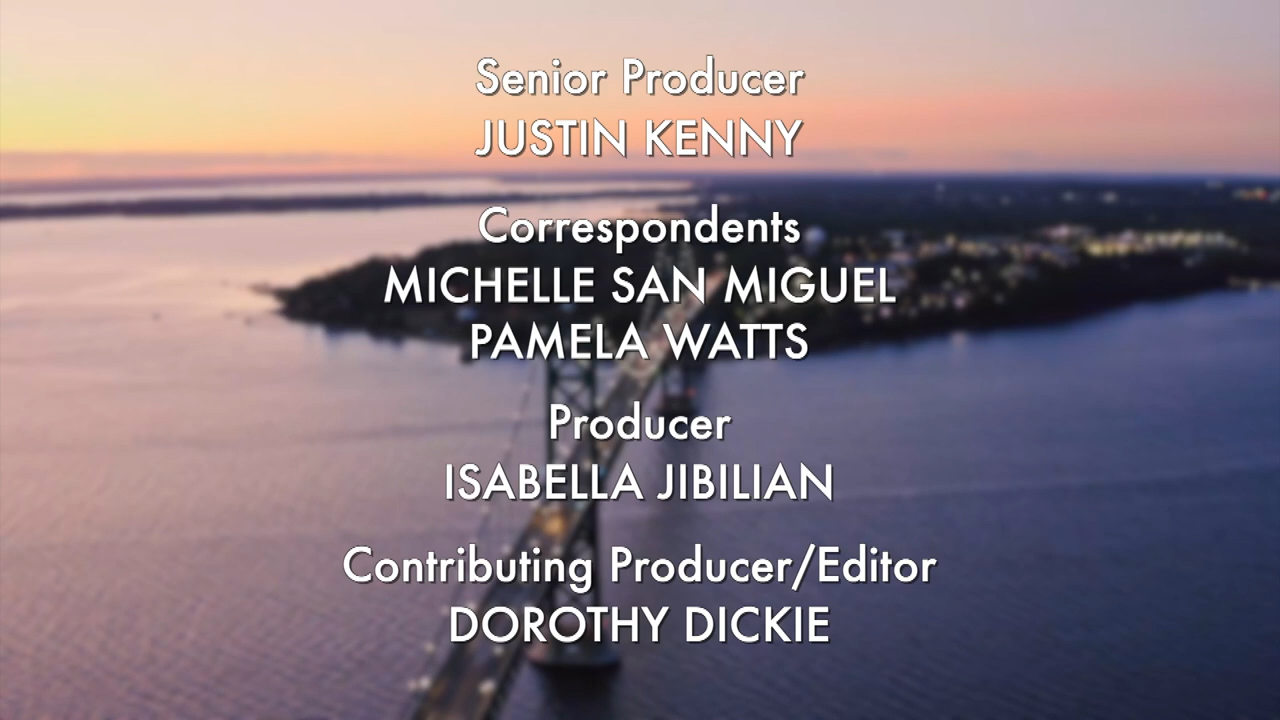 Senior Producer
JUSTIN KENNY
Correspondents
MICHELLE SAN MIGUEL
PAMELA WATTS
Producer
ISABELLA JIBILIAN
Contributing Producer/Editor
DOROTHY DICKIE